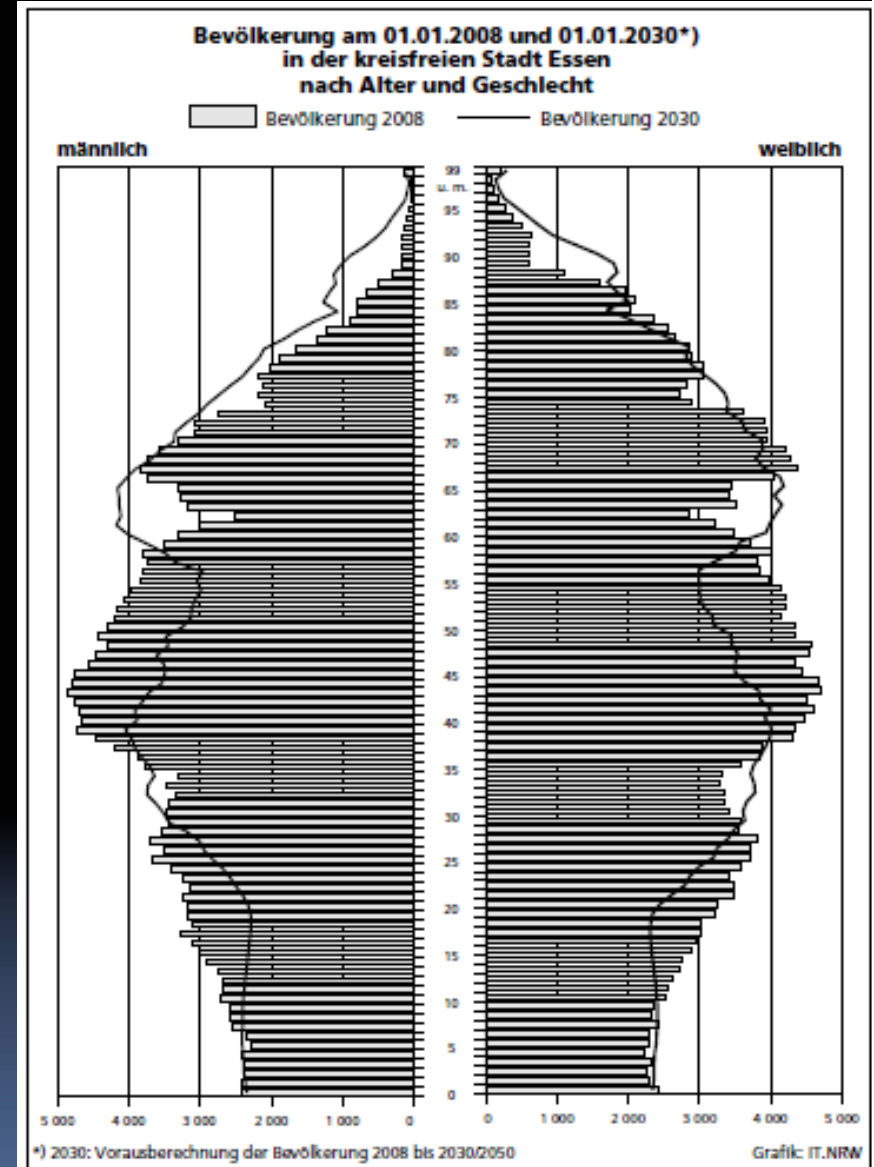 Bevölkerung am 01.01.2008 und 01.01.2030*)
in der kreisfreien Stadt Essen
nach Alter und Geschlecht
Bevölkerung 2008 Bevölkerung 2030
männlich weiblich
99
u. m.
95
90
85
80
75
70
65
60
55
50
45
40
35
30
25
20
15
10
5
0
5 000 4 000 3 000 2 000 1 000 0 0 1 000 2 000 3 000 4 000 5 000
*) 2030: Vorausberechnung der Bevölkerung 2008 bis 2030/2050 Grafik: IT.NRW